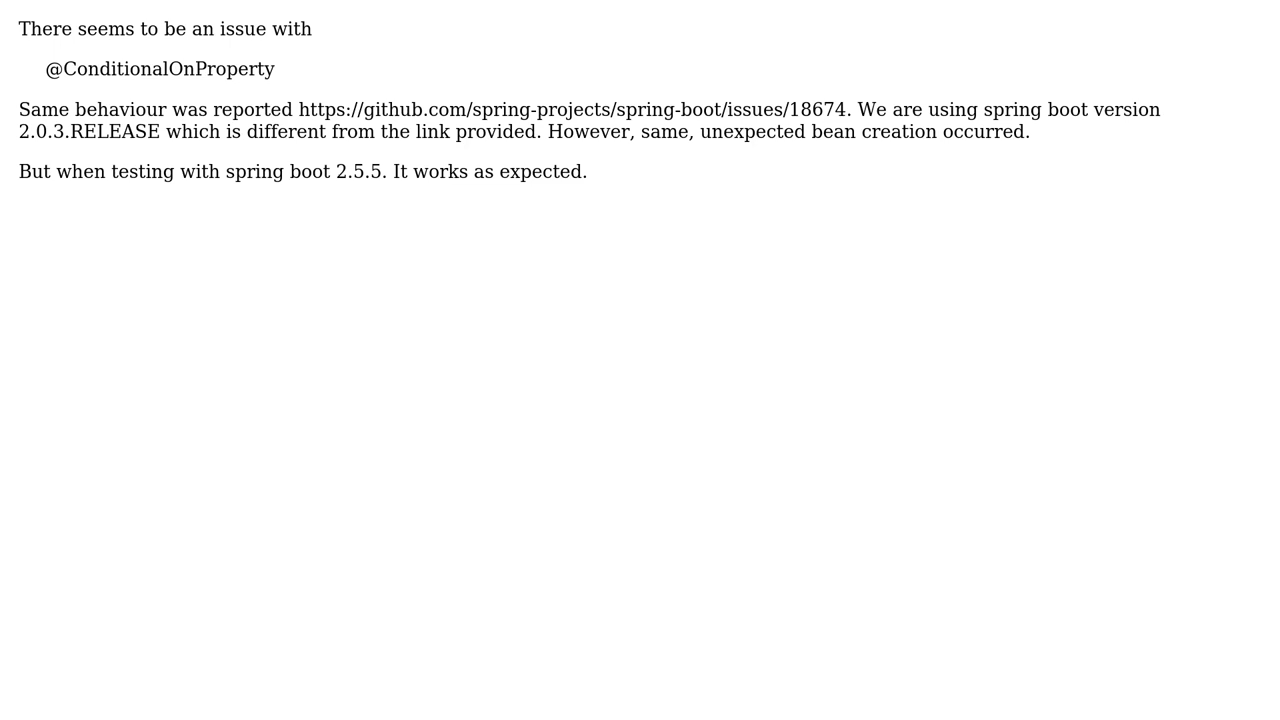 There seems to be an issue with
@ConditionalOnProperty
Same behaviour was reported https://github.com/spring-projects/spring-boot/issues/18674. We are using spring boot version
2.0.3.RELEASE which is different from the link provided. However, same, unexpected bean creation occurred.
But when testing with spring boot 2.5.5. It works as expected.